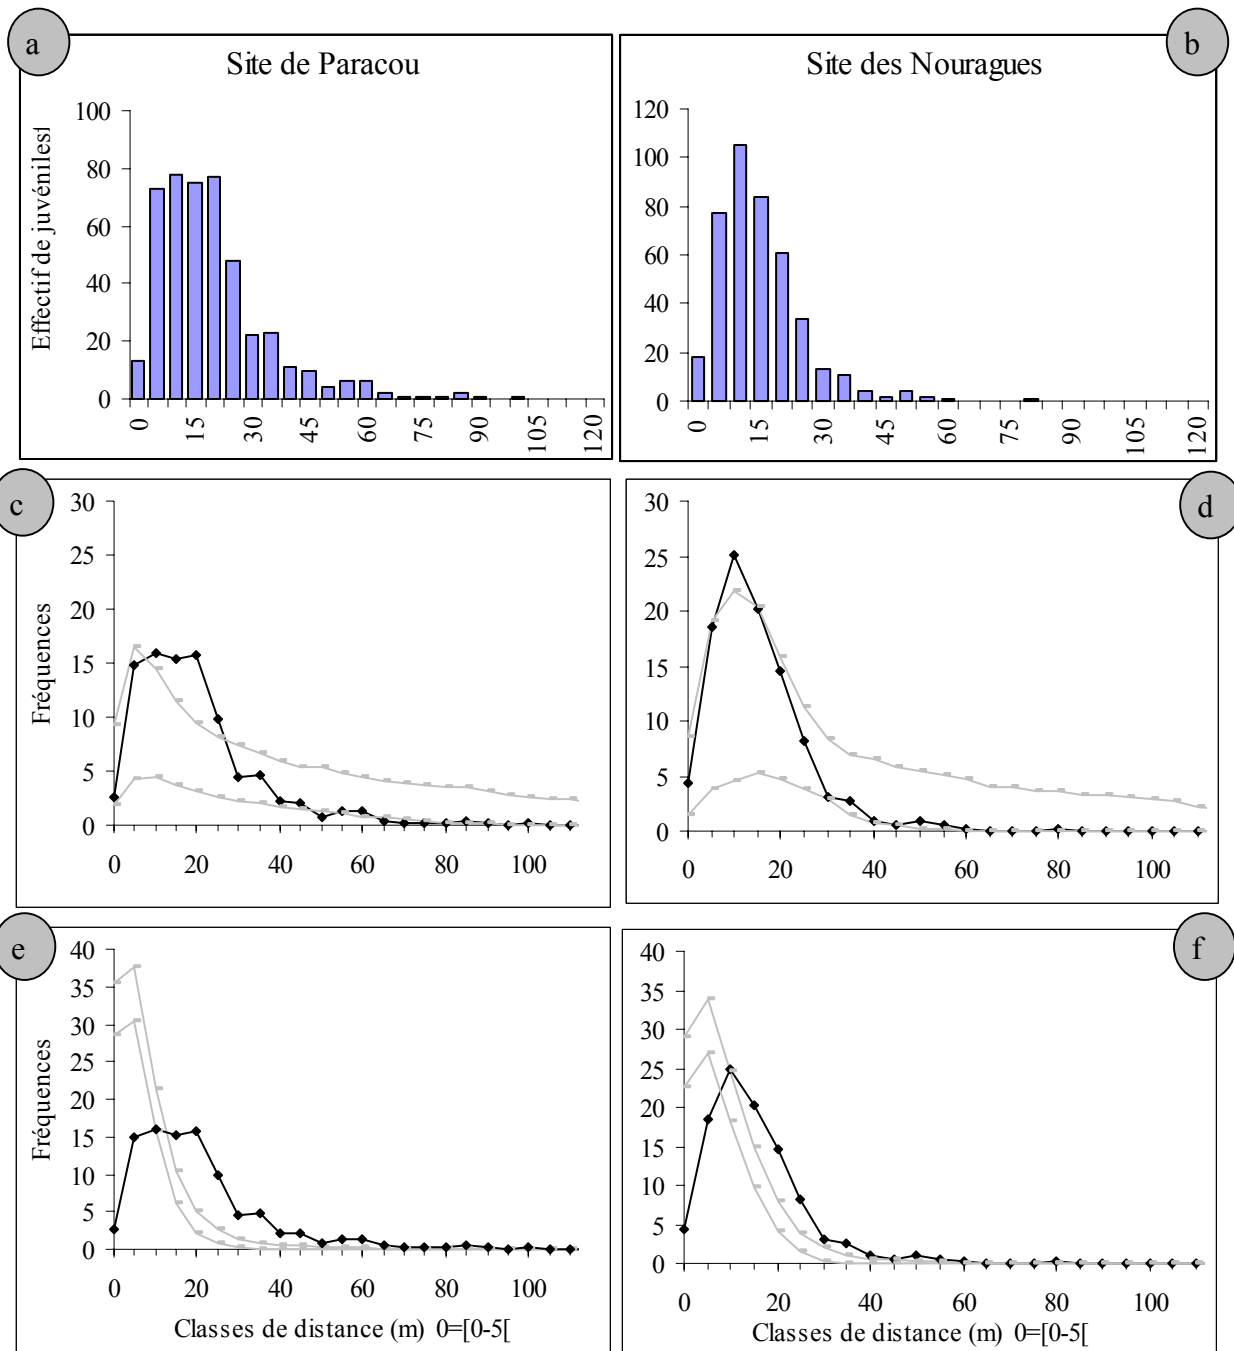 a
Site de Paracou
Effectif de juvéniles
100
80
60
40
20
0
0 15 30 45 60 75 90 105 120
b
Site des Nouragues
120
100
80
60
40
20
0
0 15 30 45 60 75 90 105 120
c
Fréquences
30
25
20
15
10
5
0
0 20 40 60 80 100
d
30
25
20
15
10
5
0
0 20 40 60 80 100
e
Fréquences
40
35
30
25
20
15
10
5
0
0 20 40 60 80 100
Classes de distance (m) 0=[0-5[
f
40
35
30
25
20
15
10
5
0
0 20 40 60 80 100
Classes de distance (m) 0=[0-5[